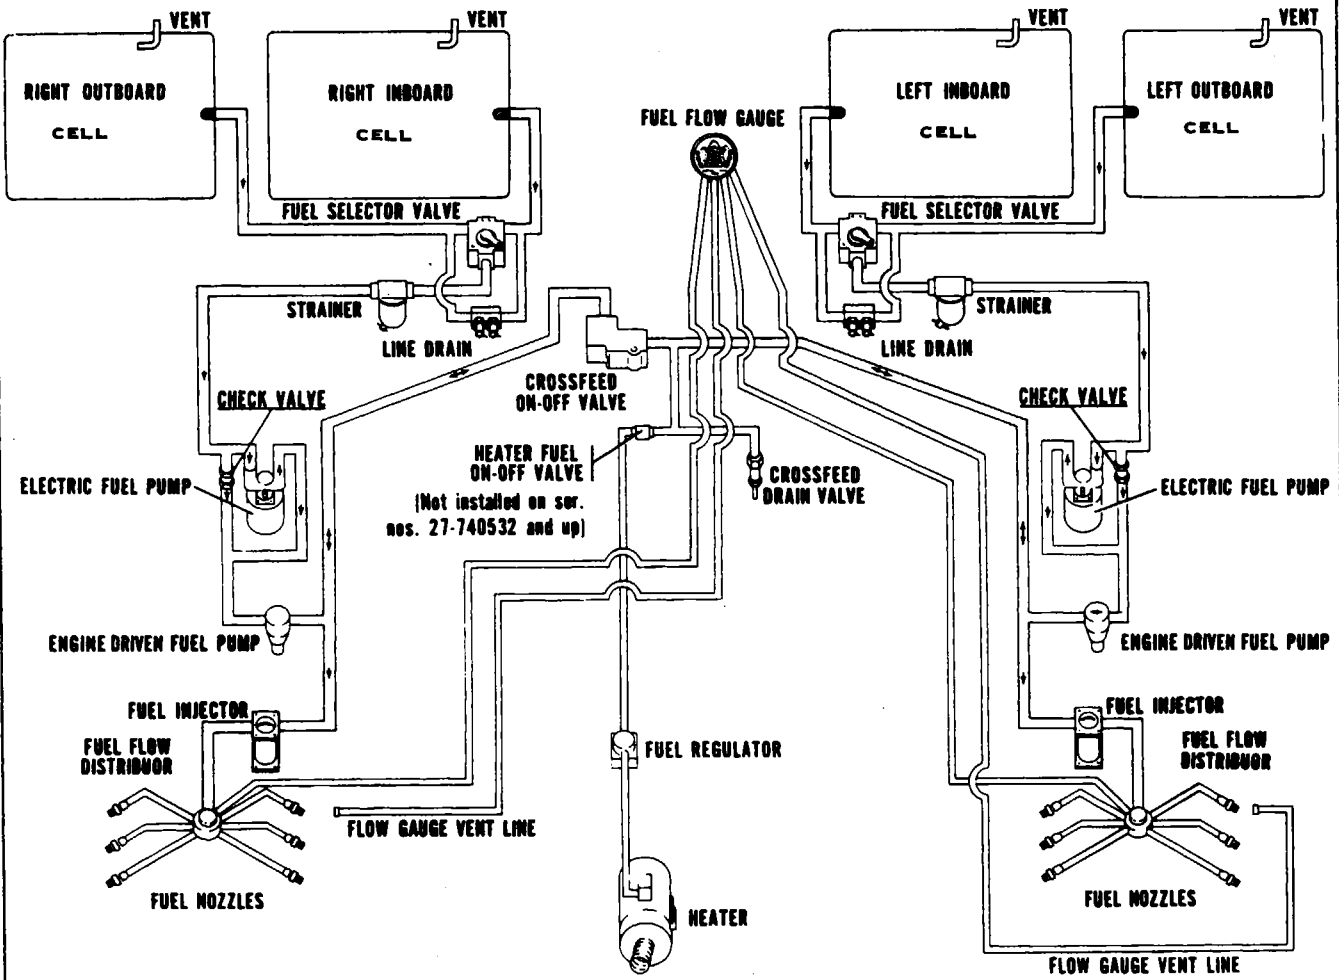 VENT
VENT
VENT
VENT
RIGHT OUTBOARD
CELL
RIGHT INBOARD
CELL
LEFT INBOARD
CELL
LEFT OUTBOARD
CELL
FUEL FLOW GAUGE
FUEL SELECTOR VALVE
FUEL SELECTOR VALVE
STRAINER
STRAINER
LINE DRAIN
LINE DRAIN
CROSSFEED
ON-OFF VALVE
CHECK VALVE
CHECK VALVE
HEATER FUEL
ON-OFF VALVE
(Not installed on ser.
nos. 27-740532 and up)
CROSSFEED
DRAIN VALVE
ELECTRIC FUEL PUMP
ELECTRIC FUEL PUMP
ENGINE DRIVEN FUEL PUMP
ENGINE DRIVEN FUEL PUMP
FUEL INJECTOR
FUEL INJECTOR
FUEL FLOW
DISTRIBUOR
FUEL FLOW
DISTRIBUOR
FUEL REGULATOR
FLOW GAUGE VENT LINE
FUEL NOZZLES
FUEL NOZZLES
HEATER
FLOW GAUGE VENT LINE